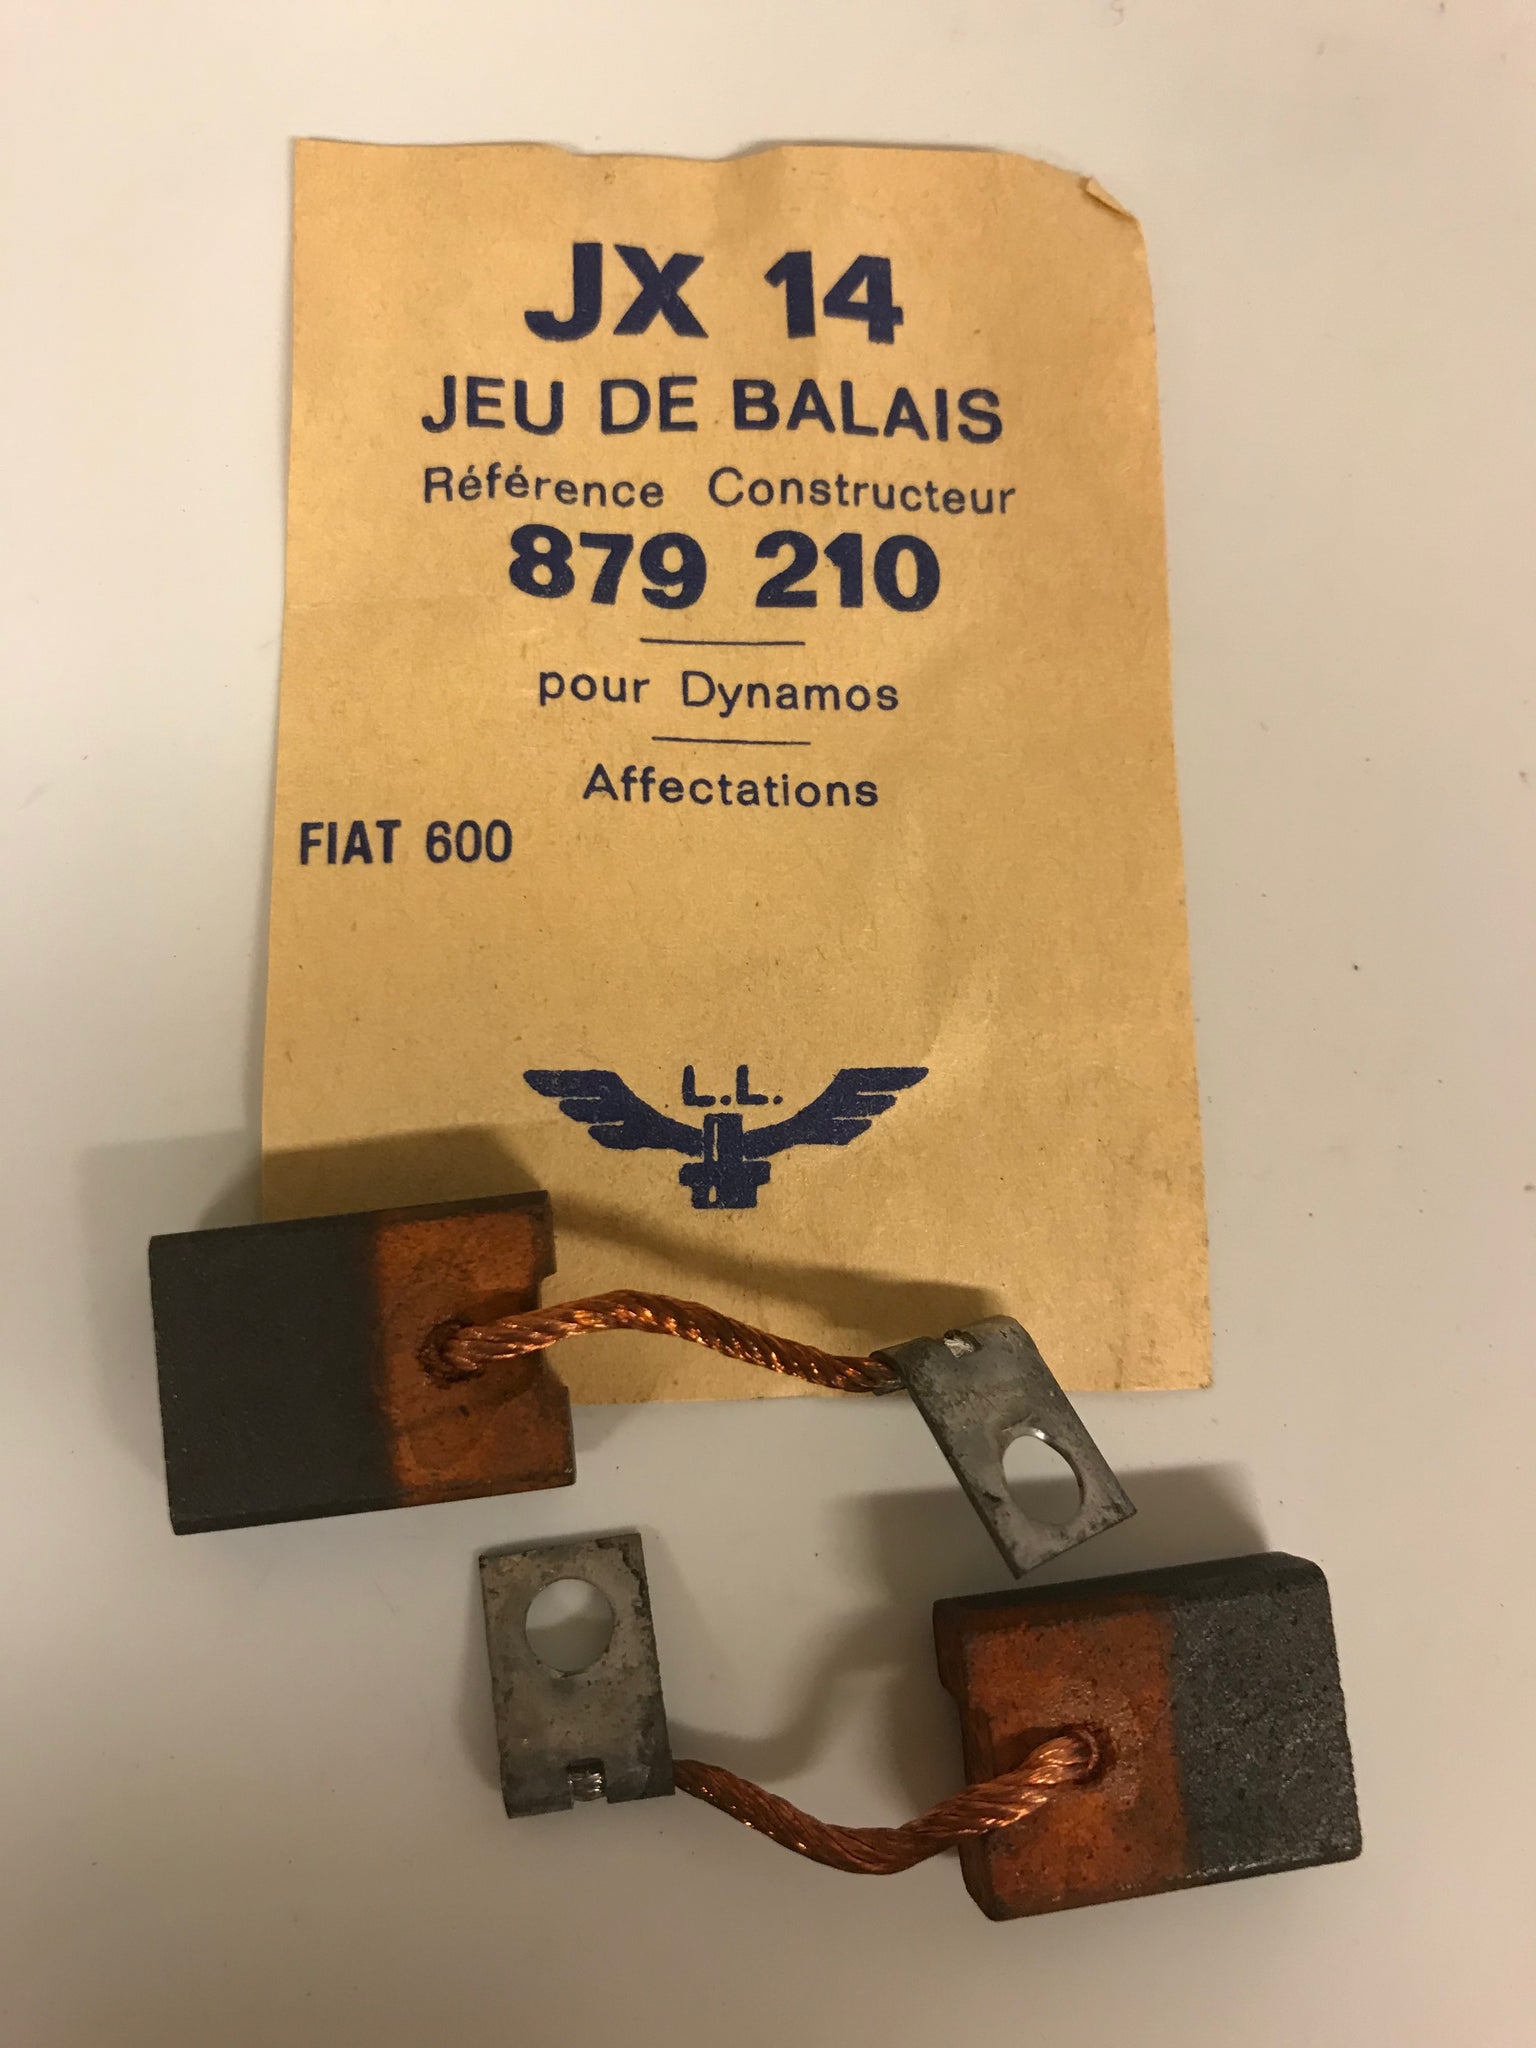 JX 14
JEU DE BALAIS
Référence Constructeur
879 210
pour Dynamos
Affectations
FIAT 600
L.L.